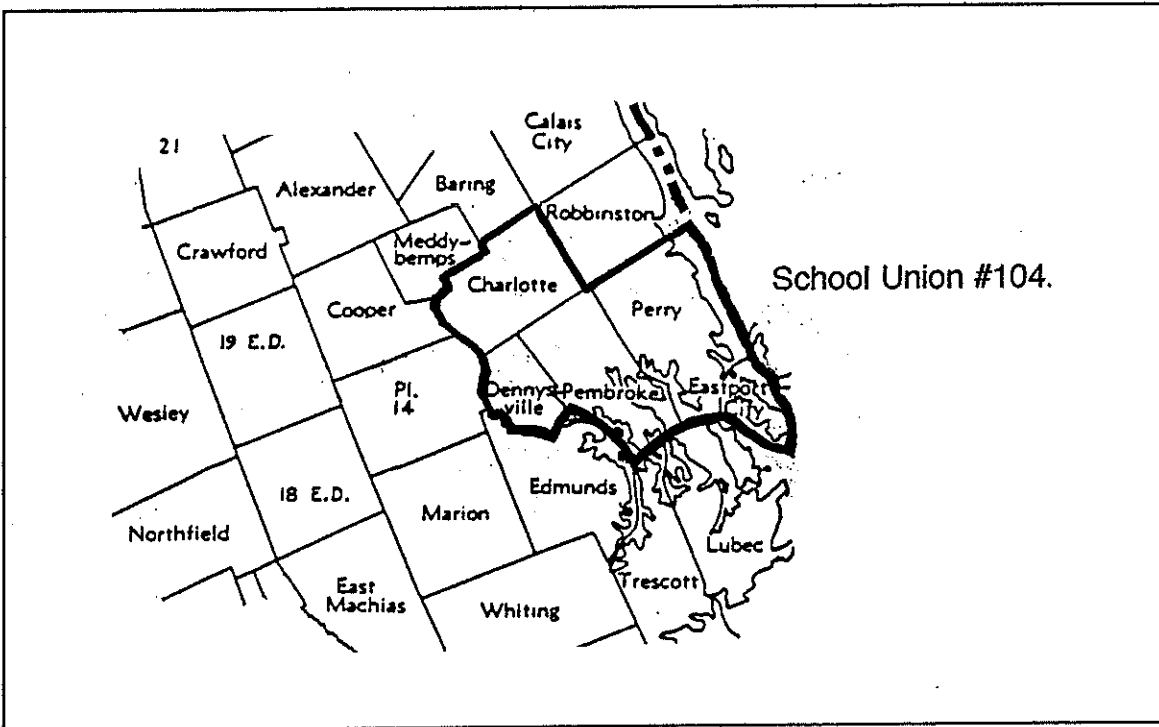 Calais
City
21
Alexander
Baring
Robbinston
Crawford
Meddy-
bemps
Charlotte
School Union #104.
Cooper
Perry
19 E.D.
Pl.
14
Dennys-
ville
Pembroke
Eastport
City
Wesley
18 E.D.
Edmunds
Marion
Northfield
Lubec
East
Machias
Whiting
Trescott